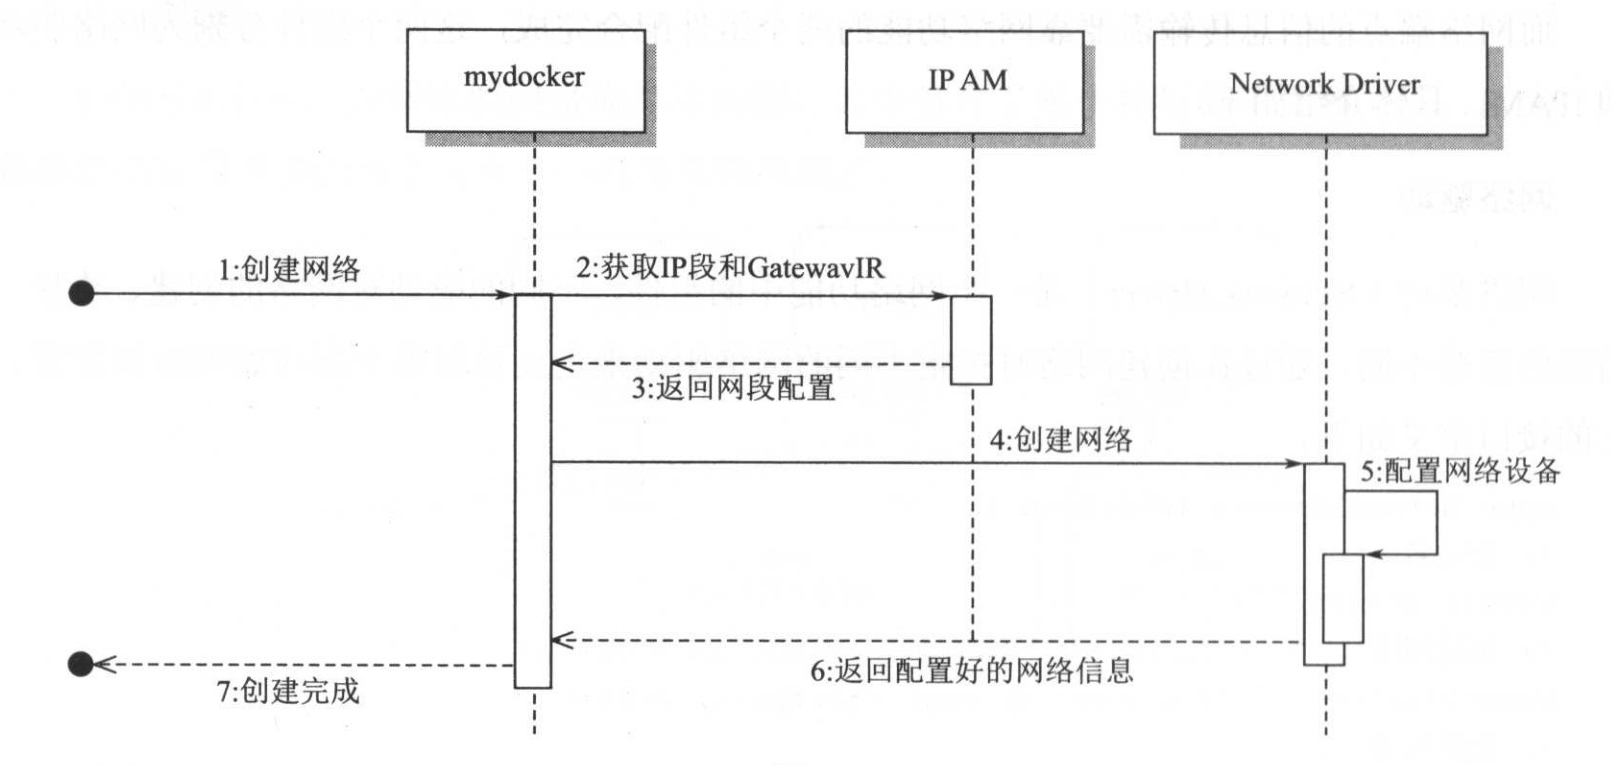 mydocker
IP AM
Network Driver
1:创建网络
2:获取IP段和GatewavIR
3:返回网段配置
4:创建网络
5:配置网络设备
6:返回配置好的网络信息
7:创建完成